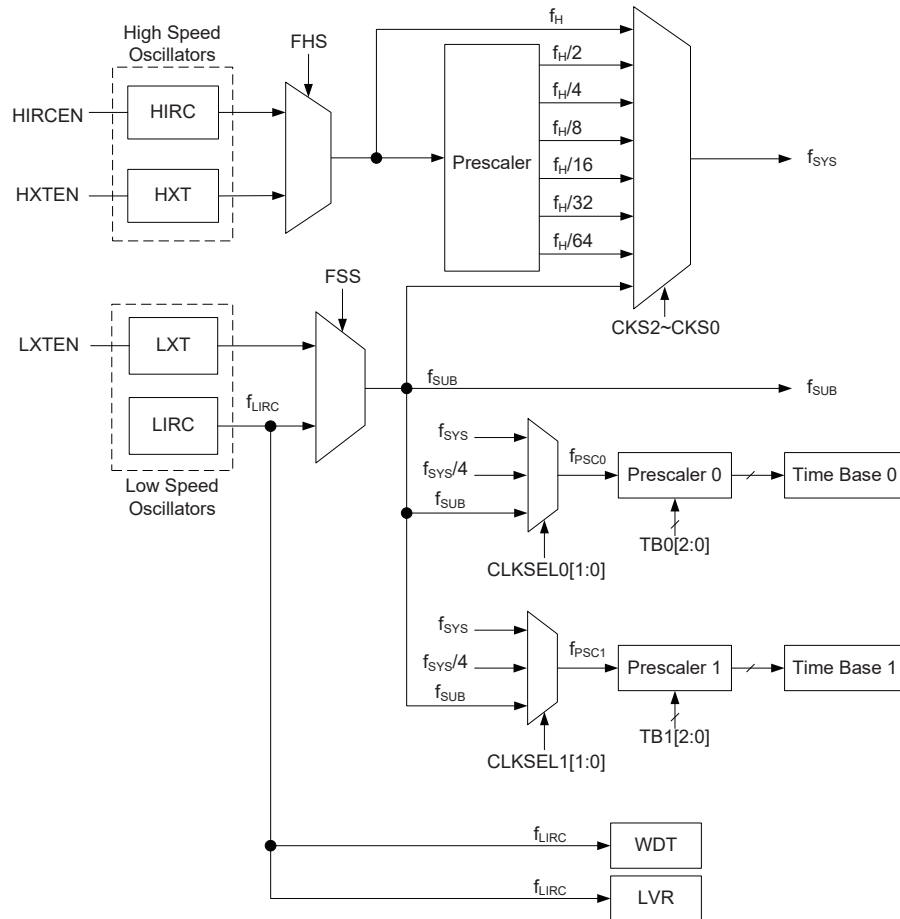 High Speed
Oscillators
FHS
HIRCEN
HIRC
HXTEN
HXT
Prescaler
fH
fH/2
fH/4
fH/8
fH/16
fH/32
fH/64
fSYS
CKS2~CKS0
FSS
LXTEN
LXT
LIRC
fLIRC
Low Speed
Oscillators
fSUB
fSUB
fSYS
fSYS/4
fSUB
fPSC0
Prescaler 0
Time Base 0
CLKSEL0[1:0]
TB0[2:0]
fSYS
fSYS/4
fSUB
fPSC1
Prescaler 1
Time Base 1
CLKSEL1[1:0]
TB1[2:0]
fLIRC
WDT
fLIRC
LVR